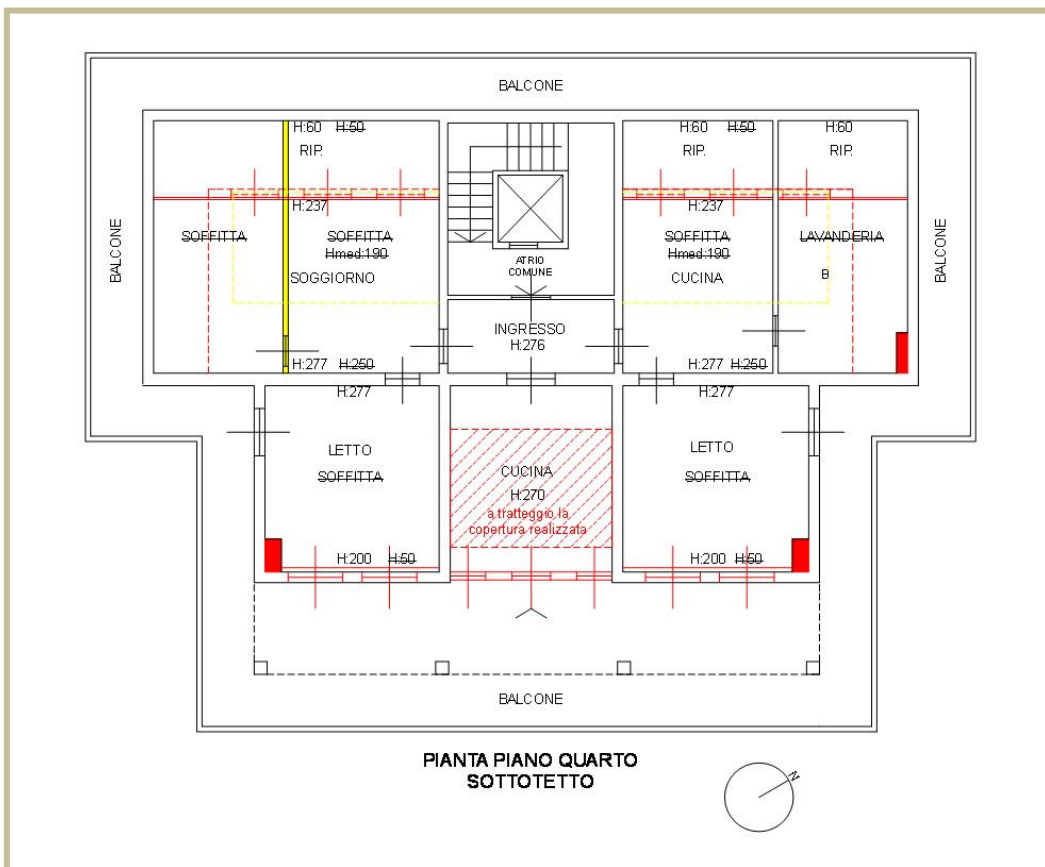 BALCONE
H:60 H:50
RIP.
H:60 H:50
RIP.
H:60
RIP.
H:237
H:237
SOFFITTA
SOFFITTA
Hmed:190
SOGGIORNO
ATRIO
COMUNE
SOFFITTA
Hmed:190
CUCINA
LAVANDERIA
B
BALCONE
BALCONE
INGRESSO
H:276
H:277 H:250
H:277 H:250
H:277
H:277
LETTO
SOFFITTA
CUCINA
H:270
a tratteggio la
copertura realizzata
LETTO
SOFFITTA
H:200 H:50
H:200 H:50
BALCONE
PIANTA PIANO QUARTO
SOTTOTETTO
N